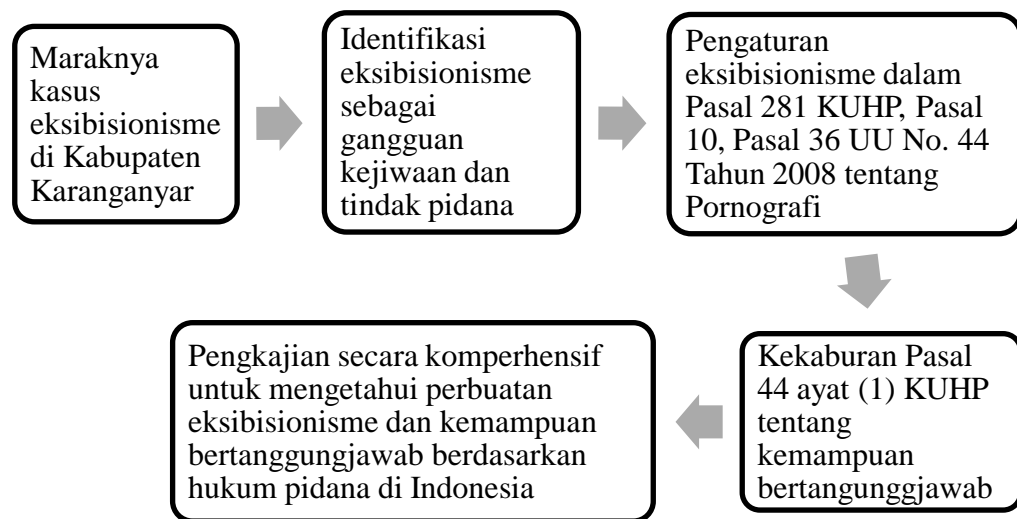 Maraknya
kasus
eksibisionisme
di Kabupaten
Karanganyar
Identifikasi
eksibisionisme
sebagai
gangguan
kejiwaan dan
tindak pidana
Pengaturan
eksibisionisme dalam
Pasal 281 KUHP, Pasal
10, Pasal 36 UU No. 44
Tahun 2008 tentang
Pornografi
Kekaburan Pasal
44 ayat (1) KUHP
tentang
kemampuan
bertangunggjawab
Pengkajian secara komperhensif
untuk mengetahui perbuatan
eksibisionisme dan kemampuan
bertanggungjawab berdasarkan
hukum pidana di Indonesia